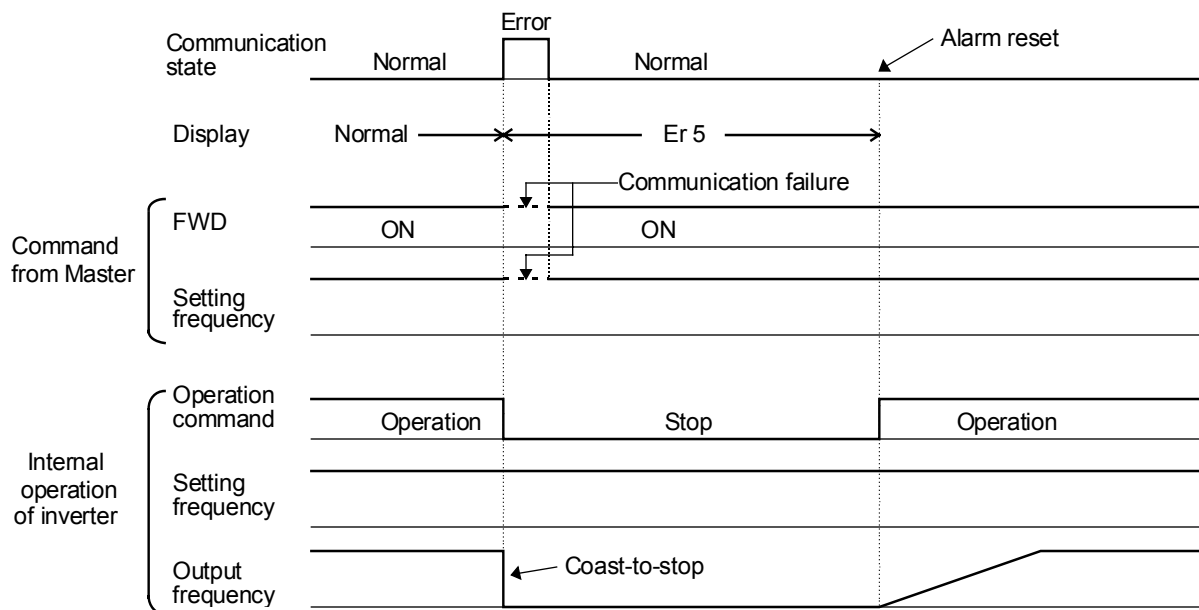 Error
Communication
state
Normal
Normal
Alarm reset
Display
Normal
Er 5
Communication failure
Command
from Master
FWD
ON
ON
Setting
frequency
Internal
operation
of inverter
Operation
command
Operation
Stop
Operation
Setting
frequency
Output
frequency
Coast-to-stop